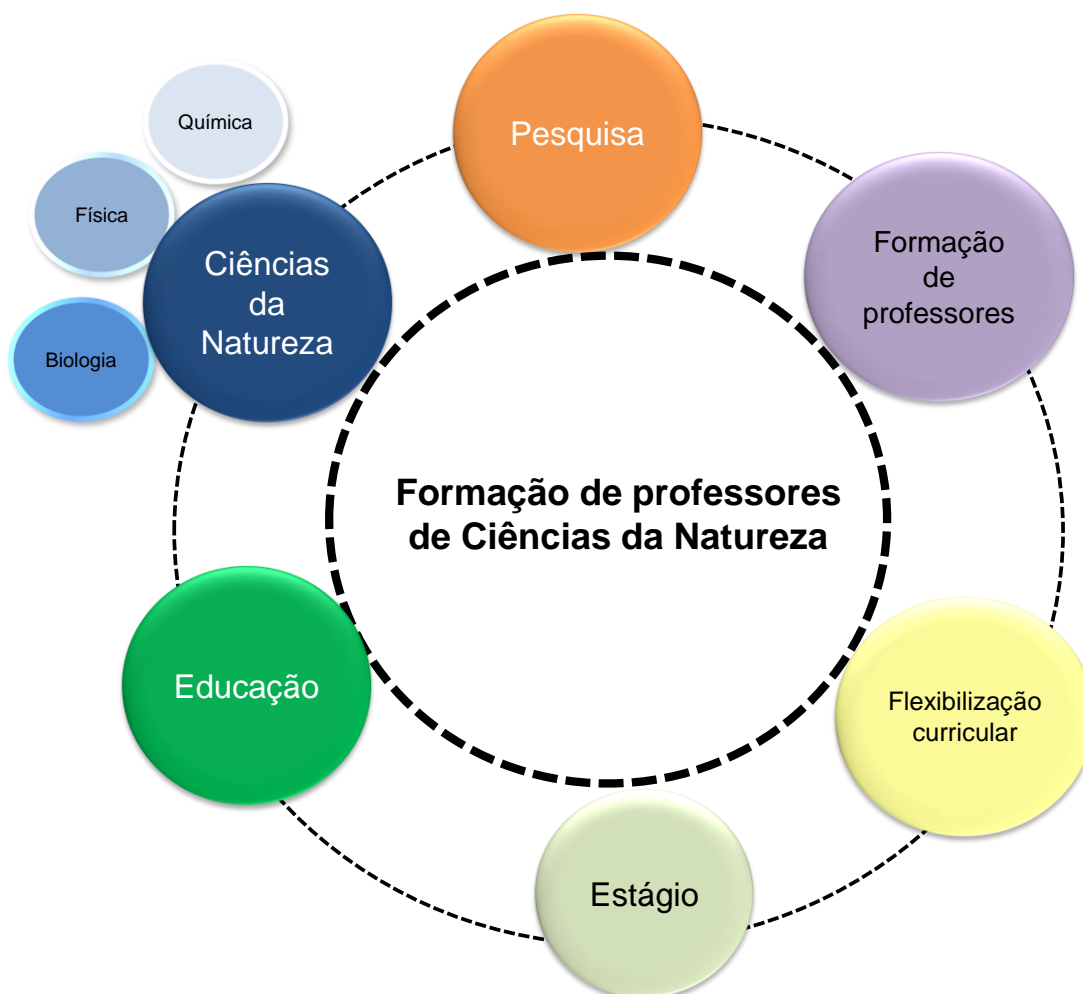 Química
Pesquisa
Física
Ciências
da
Natureza
Formação
de
professores
Biologia
Formação de professores
de Ciências da Natureza
Educação
Flexibilização
curricular
Estágio